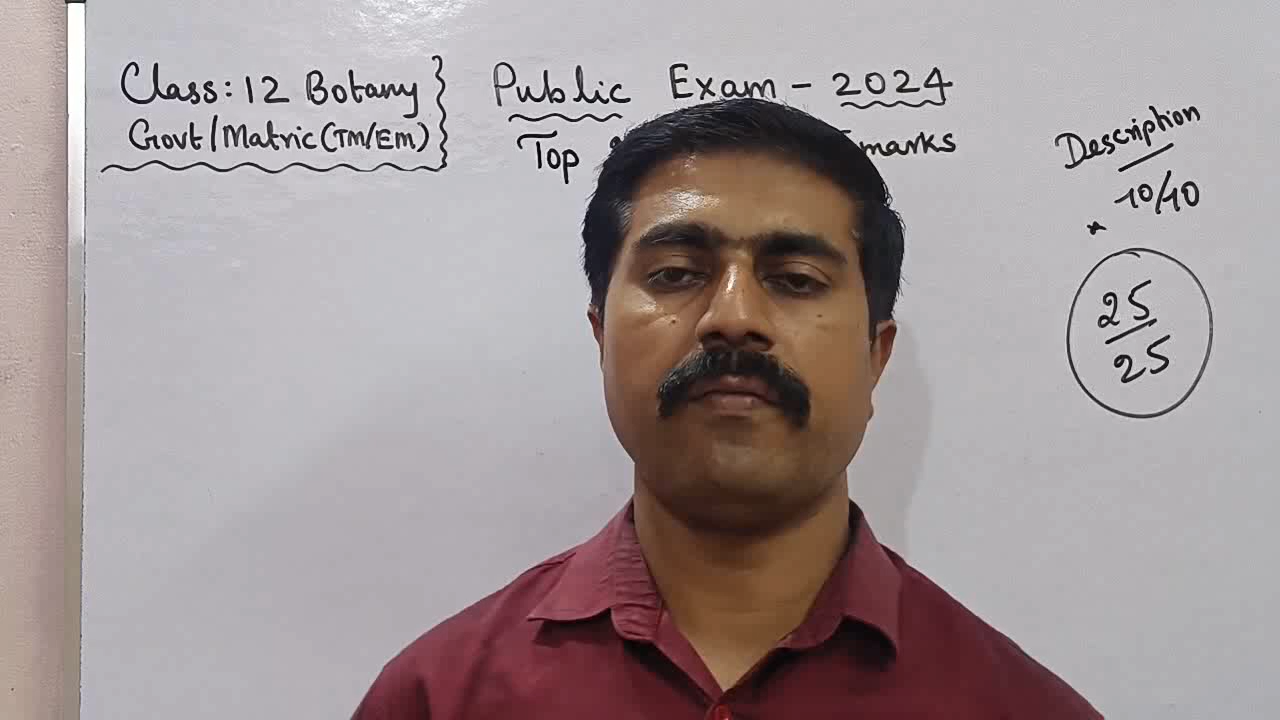 Class: 12 Botany
Govt/Matric (TM/EM)
Public Exam - 2024
Top marks
Description
10/10
25/25